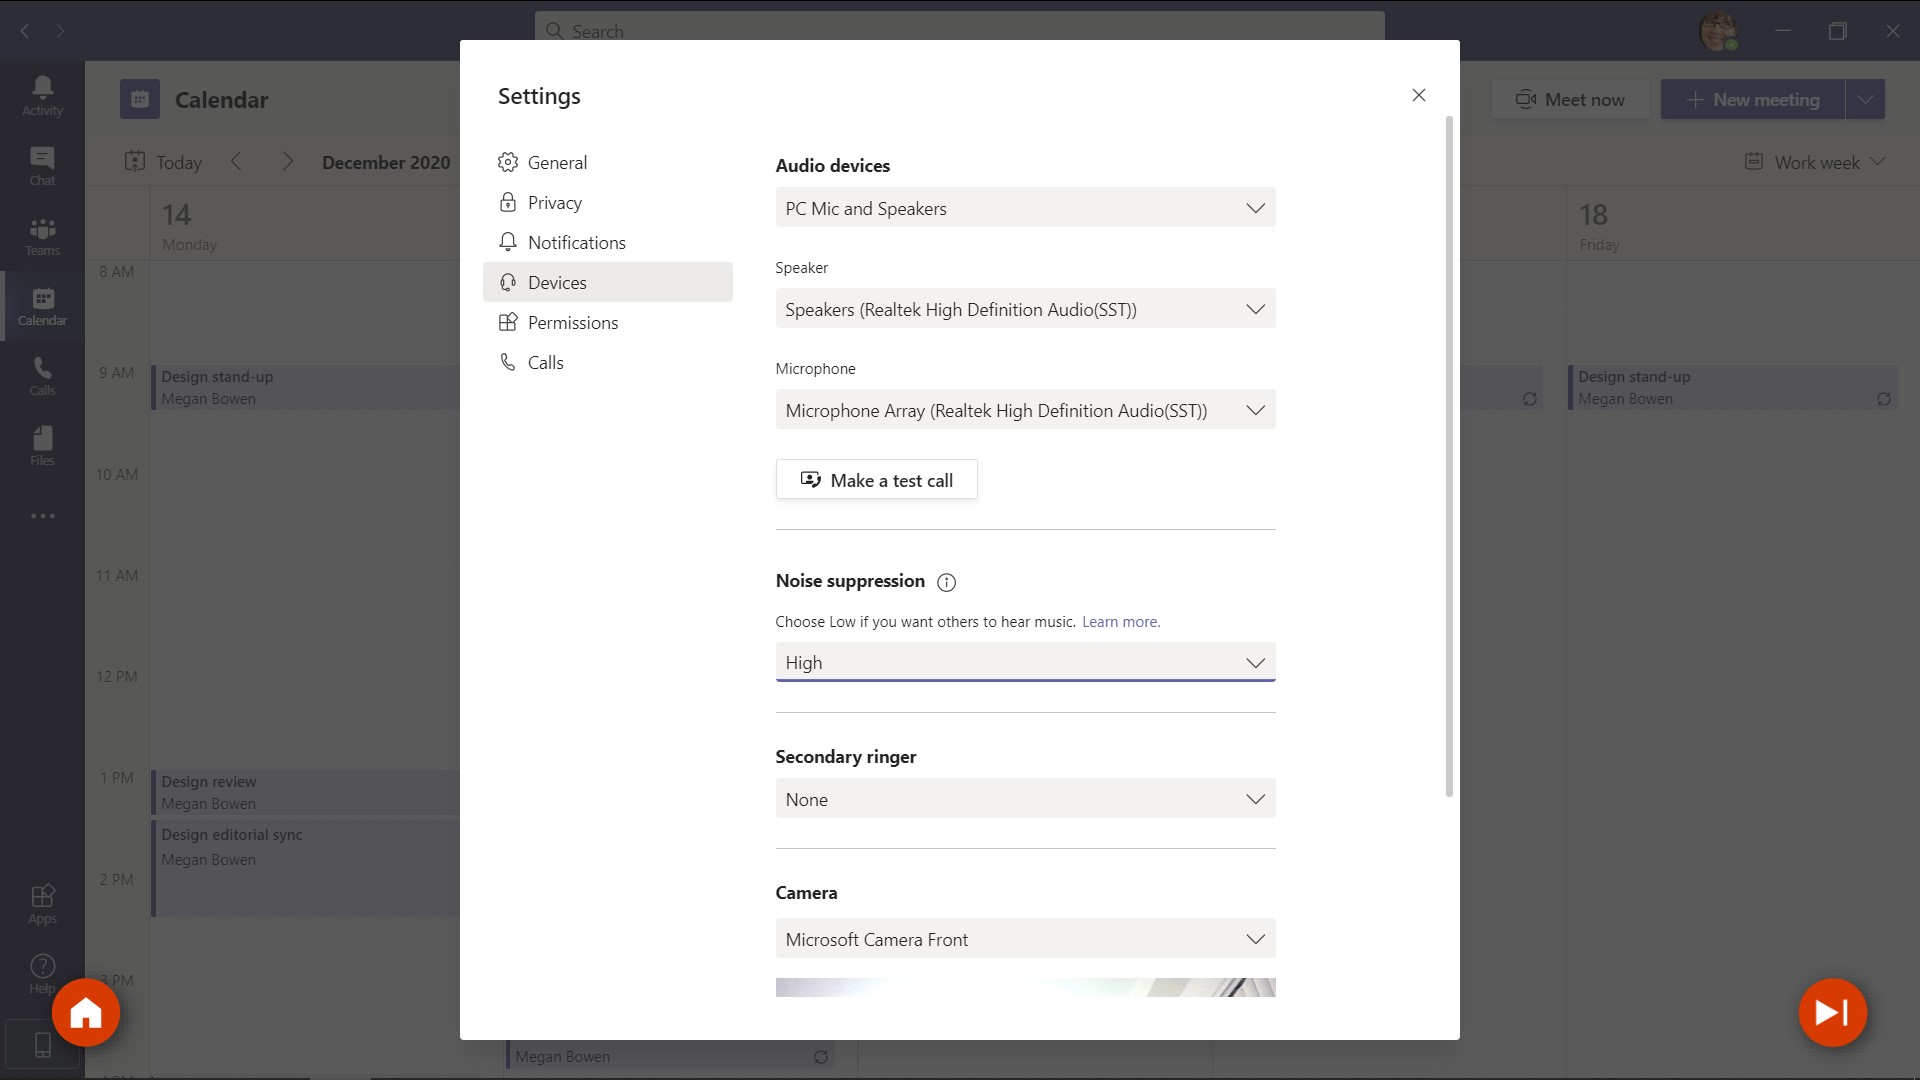 Search
Activity
Chat
Teams
Calendar
Calls
Files
Apps
Help
Calendar
Meet now
New meeting
Today
December 2020
Work week
14
Monday
18
Friday
8 AM
9 AM
10 AM
11 AM
12 PM
1 PM
2 PM
3 PM
Design stand-up
Megan Bowen
Design review
Megan Bowen
Design editorial sync
Megan Bowen
Megan Bowen
Design stand-up
Megan Bowen
Settings
General
Privacy
Notifications
Devices
Permissions
Calls
Audio devices
PC Mic and Speakers
Speaker
Speakers (Realtek High Definition Audio(SST))
Microphone
Microphone Array (Realtek High Definition Audio(SST))
Make a test call
Noise suppression
Choose Low if you want others to hear music. Learn more.
High
Secondary ringer
None
Camera
Microsoft Camera Front